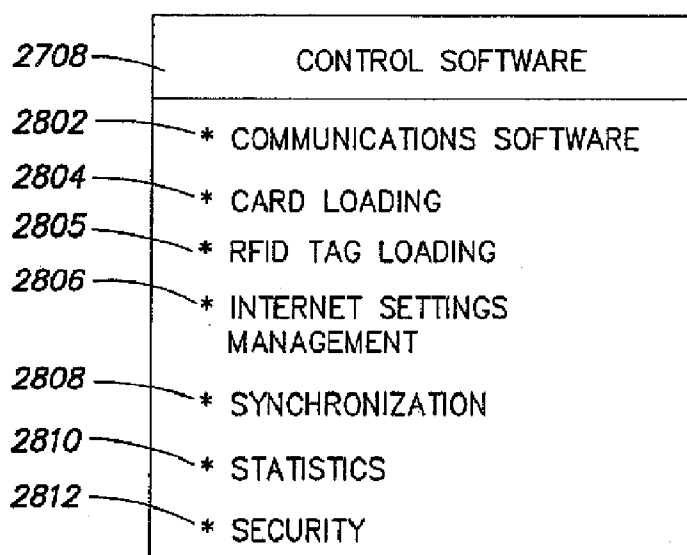 2708 CONTROL SOFTWARE
2802 * COMMUNICATIONS SOFTWARE
2804 * CARD LOADING
2805 * RFID TAG LOADING
2806 * INTERNET SETTINGS
MANAGEMENT
2808 * SYNCHRONIZATION
2810 * STATISTICS
2812 * SECURITY